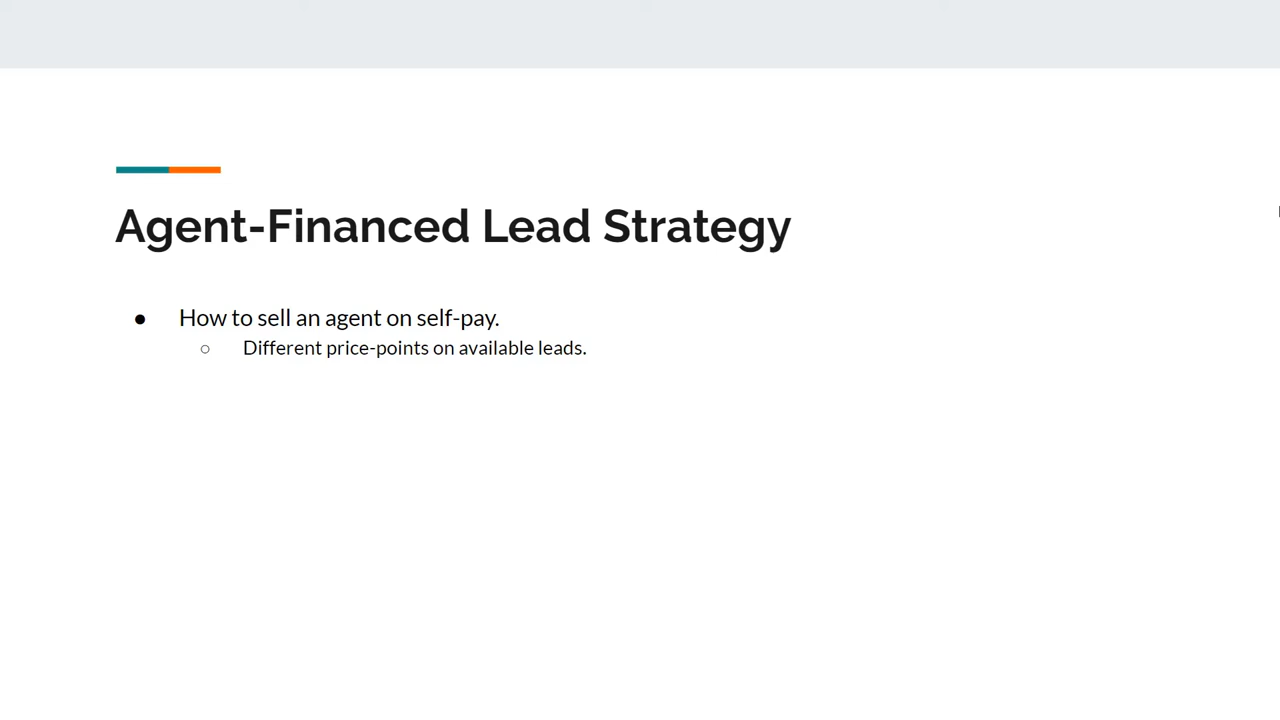 Agent-Financed Lead Strategy
● How to sell an agent on self-pay.
○ Different price-points on available leads.